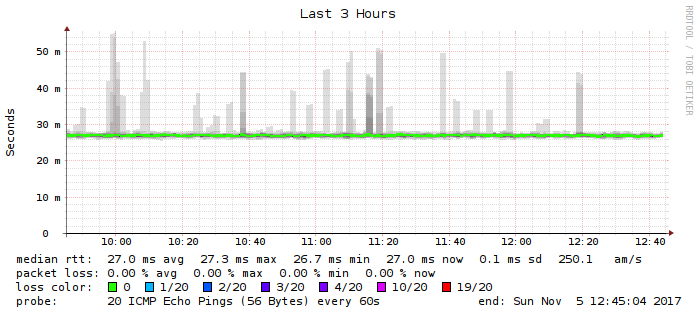 Last 3 Hours
RRDTOOL / TOBI OETIKER
Seconds
50 m
40 m
30 m
20 m
10 m
0
10:00 10:20 10:40 11:00 11:20 11:40 12:00 12:20 12:40
median rtt: 27.0 ms avg 27.3 ms max 26.7 ms min 27.0 ms now 0.1 ms sd 250.1 am/s
packet loss: 0.00 % avg 0.00 % max 0.00 % min 0.00 % now
loss color: 0 1/20 2/20 3/20 4/20 10/20 19/20
probe: 20 ICMP Echo Pings (56 Bytes) every 60s end: Sun Nov 5 12:45:04 2017